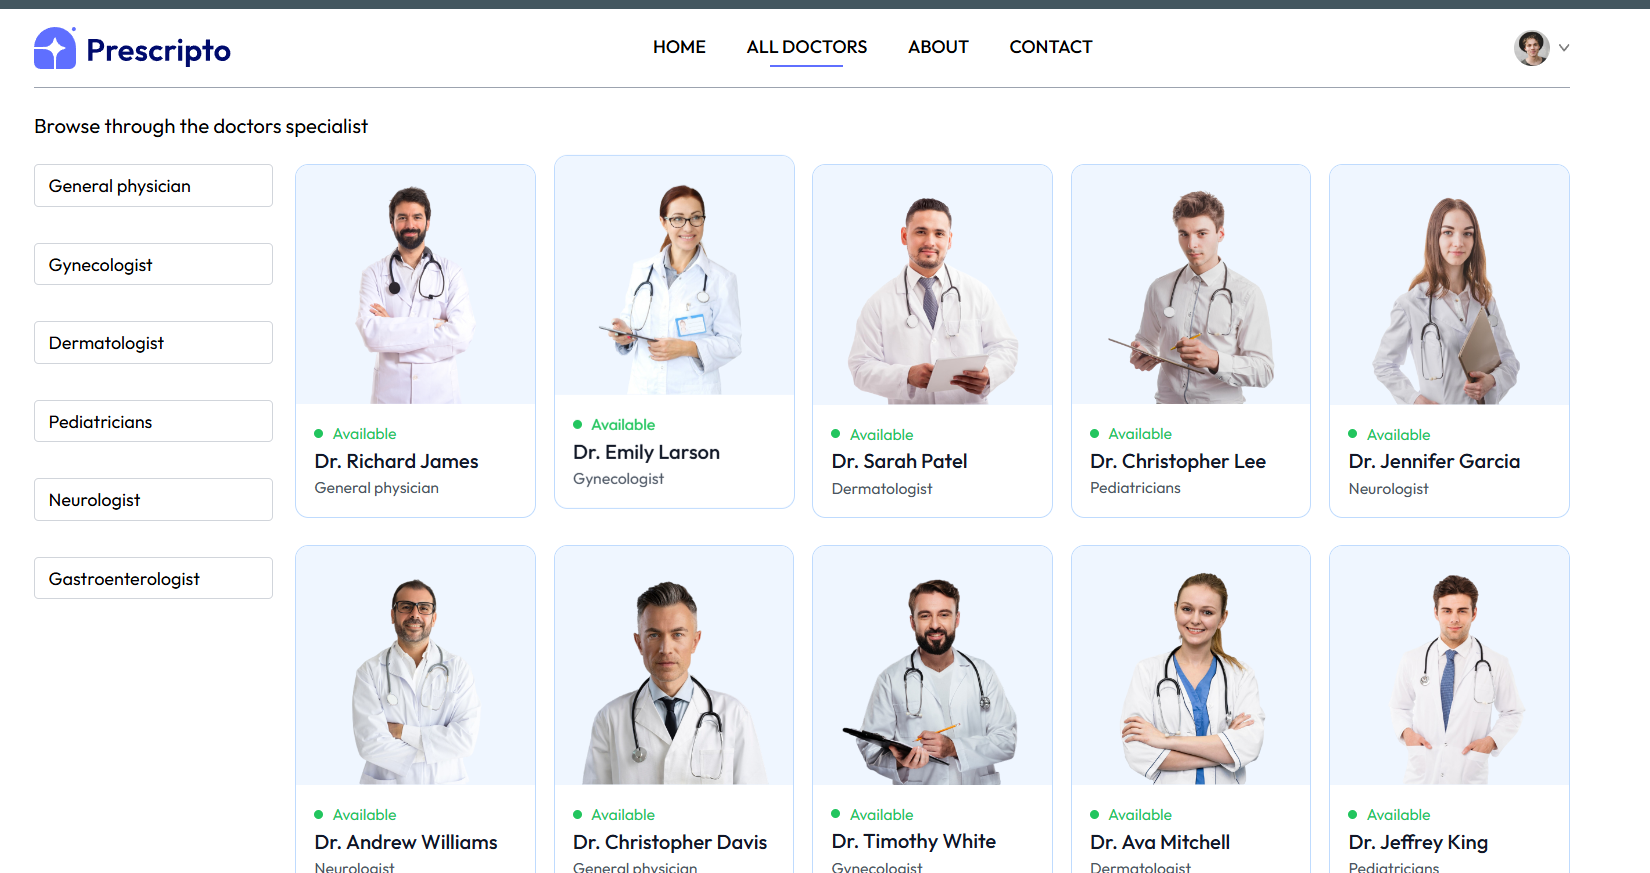 Prescripto
HOME
ALL DOCTORS
ABOUT
CONTACT
Browse through the doctors specialist
General physician
Gynecologist
Dermatologist
Pediatricians
Neurologist
Gastroenterologist
Available
Dr. Richard James
General physician
Available
Dr. Emily Larson
Gynecologist
Available
Dr. Sarah Patel
Dermatologist
Available
Dr. Christopher Lee
Pediatricians
Available
Dr. Jennifer Garcia
Neurologist
Available
Dr. Andrew Williams
Neurologist
Available
Dr. Christopher Davis
General physician
Available
Dr. Timothy White
Gynecologist
Available
Dr. Ava Mitchell
Dermatologist
Available
Dr. Jeffrey King
Pediatricians